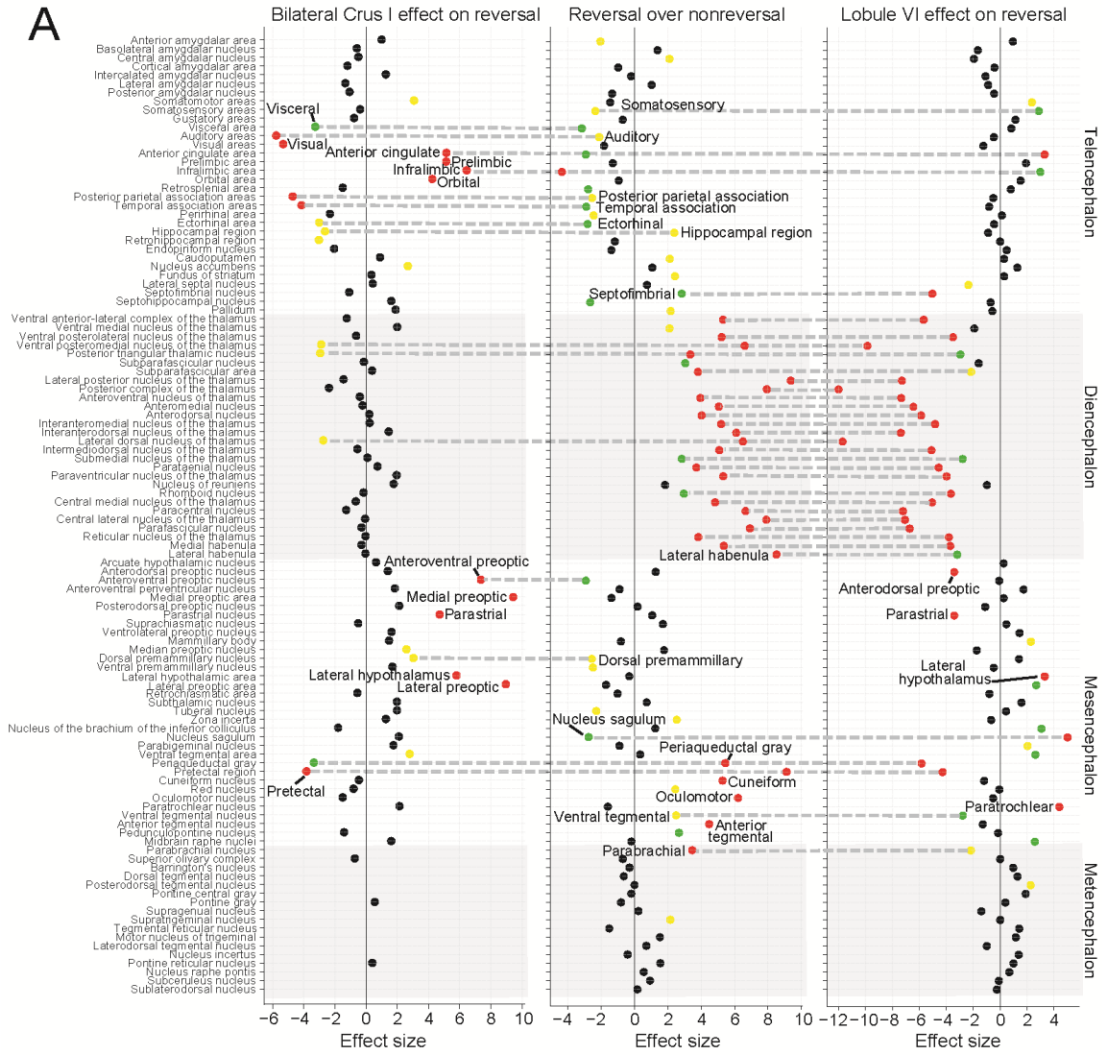 A
Bilateral Crus I effect on reversal
Reversal over nonreversal
Lobule VI effect on reversal
Anterior amygdalar area
Basolateral amygdalar nucleus
Central amygdalar nucleus
Cortical amygdalar area
Intercalated amygdalar nucleus
Lateral amygdalar nucleus
Posterior amygdalar nucleus
Somatomotor areas
Somatosensory areas
Gustatory areas
Visceral area
Auditory areas
Visual areas
Anterior cingulate area
Prelimbic area
Infralimbic area
Orbital area
Retrosplenial area
Posterior parietal association areas
Temporal association areas
Perirhinal area
Ectorhinal area
Hippocampal region
Retrohippocampal region
Endopiriform nucleus
Caudoputamen
Nucleus accumbens
Fundus of striatum
Lateral septal nucleus
Septofimbrial nucleus
Septohippocampal nucleus
Pallidum
Ventral anterior-lateral complex of the thalamus
Ventral medial nucleus of the thalamus
Ventral posterolateral nucleus of the thalamus
Ventral posteromedial nucleus of the thalamus
Posterior triangular thalamic nucleus
Subparafascicular nucleus
Subparafascicular area
Lateral posterior nucleus of the thalamus
Posterior complex of the thalamus
Anteroventral nucleus of thalamus
Anteromedial nucleus
Anterodorsal nucleus
Interanteromedial nucleus of the thalamus
Interanterodorsal nucleus of the thalamus
Lateral dorsal nucleus of thalamus
Intermediodorsal nucleus of the thalamus
Submedial nucleus of the thalamus
Parataenial nucleus
Paraventricular nucleus of the thalamus
Nucleus of reuniens
Rhomboid nucleus
Central medial nucleus of the thalamus
Paracentral nucleus
Central lateral nucleus of the thalamus
Parafascicular nucleus
Reticular nucleus of the thalamus
Medial habenula
Lateral habenula
Arcuate hypothalamic nucleus
Anterodorsal preoptic nucleus
Anteroventral preoptic nucleus
Anteroventral periventricular nucleus
Medial preoptic area
Posterodorsal preoptic nucleus
Parastrial nucleus
Suprachiasmatic nucleus
Ventrolateral preoptic nucleus
Mammillary body
Median preoptic nucleus
Dorsal premammillary nucleus
Ventral premammillary nucleus
Lateral hypothalamic area
Lateral preoptic area
Retrochiasmatic area
Subthalamic nucleus
Tuberal nucleus
Zona incerta
Nucleus of the brachium of the inferior colliculus
Nucleus sagulum
Parabigeminal nucleus
Ventral tegmental area
Periaqueductal gray
Pretectal region
Cuneiform nucleus
Red nucleus
Oculomotor nucleus
Paratrochlear nucleus
Ventral tegmental nucleus
Anterior tegmental nucleus
Pedunculopontine nucleus
Midbrain raphe nuclei
Parabrachial nucleus
Superior olivary complex
Barrington's nucleus
Dorsal tegmental nucleus
Posterodorsal tegmental nucleus
Pontine central gray
Pontine gray
Supragenual nucleus
Supratrigeminal nucleus
Tegmental reticular nucleus
Motor nucleus of trigeminal
Laterodorsal tegmental nucleus
Nucleus incertus
Pontine reticular nucleus
Nucleus raphe pontis
Subceruleus nucleus
Sublaterodorsal nucleus
Visceral
Visual
Anterior cingulate
Prelimbic
Infralimbic
Orbital
Anteroventral preoptic
Medial preoptic
Parastrial
Lateral hypothalamus
Lateral preoptic
Pretectal
−6 −4 −2 0 2 4 6 8 10
Effect size
Somatosensory
Auditory
Posterior parietal association
Temporal association
Ectorhinal
Hippocampal region
Septofimbrial
Lateral habenula
Dorsal premammillary
Nucleus sagulum
Periaqueductal gray
Cuneiform
Oculomotor
Ventral tegmental
Anterior
tegmental
Parabrachial
−4 −2 0 2 4 6 8 10
Effect size
Anterodorsal preoptic
Parastrial
Lateral
hypothalamus
Paratrochlear
−12 −10 −8 −6 −4 −2 0 2 4
Effect size
Telencephalon
Diencephalon
Mesencephalon
Metencephalon